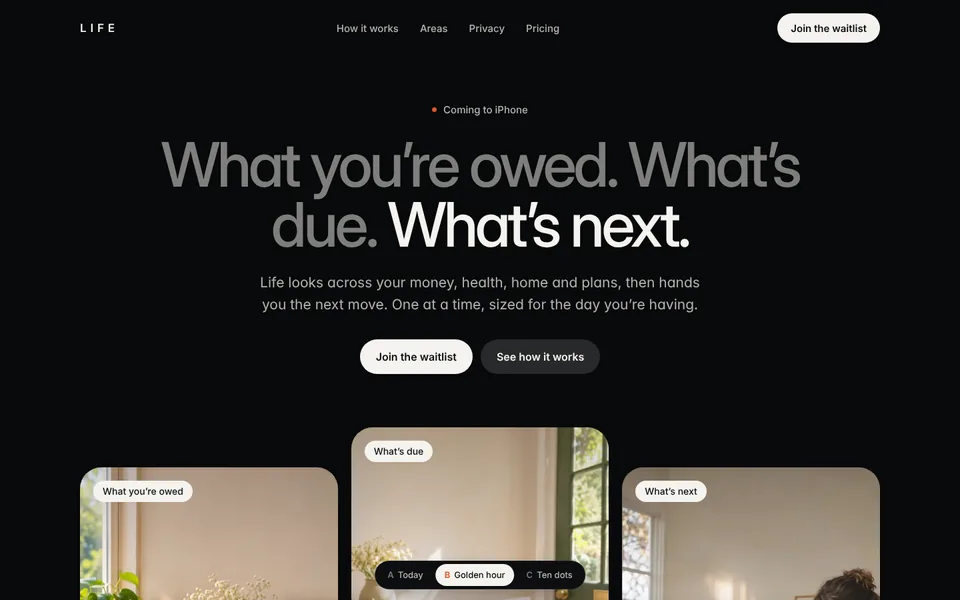 LIFE
How it works
Areas
Privacy
Pricing
Join the waitlist
Coming to iPhone
What you’re owed. What’s
due. What’s next.
Life looks across your money, health, home and plans, then hands
you the next move. One at a time, sized for the day you’re having.
Join the waitlist
See how it works
What’s due
What you’re owed
What’s next
A Today
B Golden hour
C Ten dots